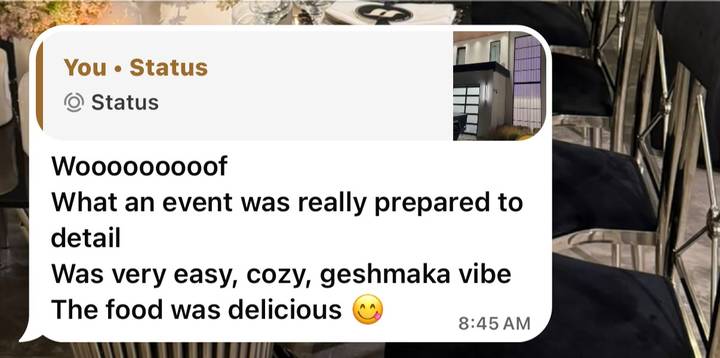 You • Status
Status
Wooooooooof
What an event was really prepared to
detail
Was very easy, cozy, geshmaka vibe
The food was delicious 😋
8:45 AM